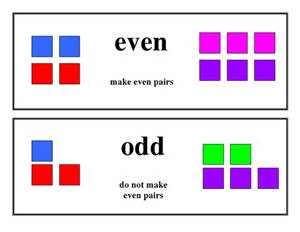 even
make even pairs
odd
do not make
even pairs